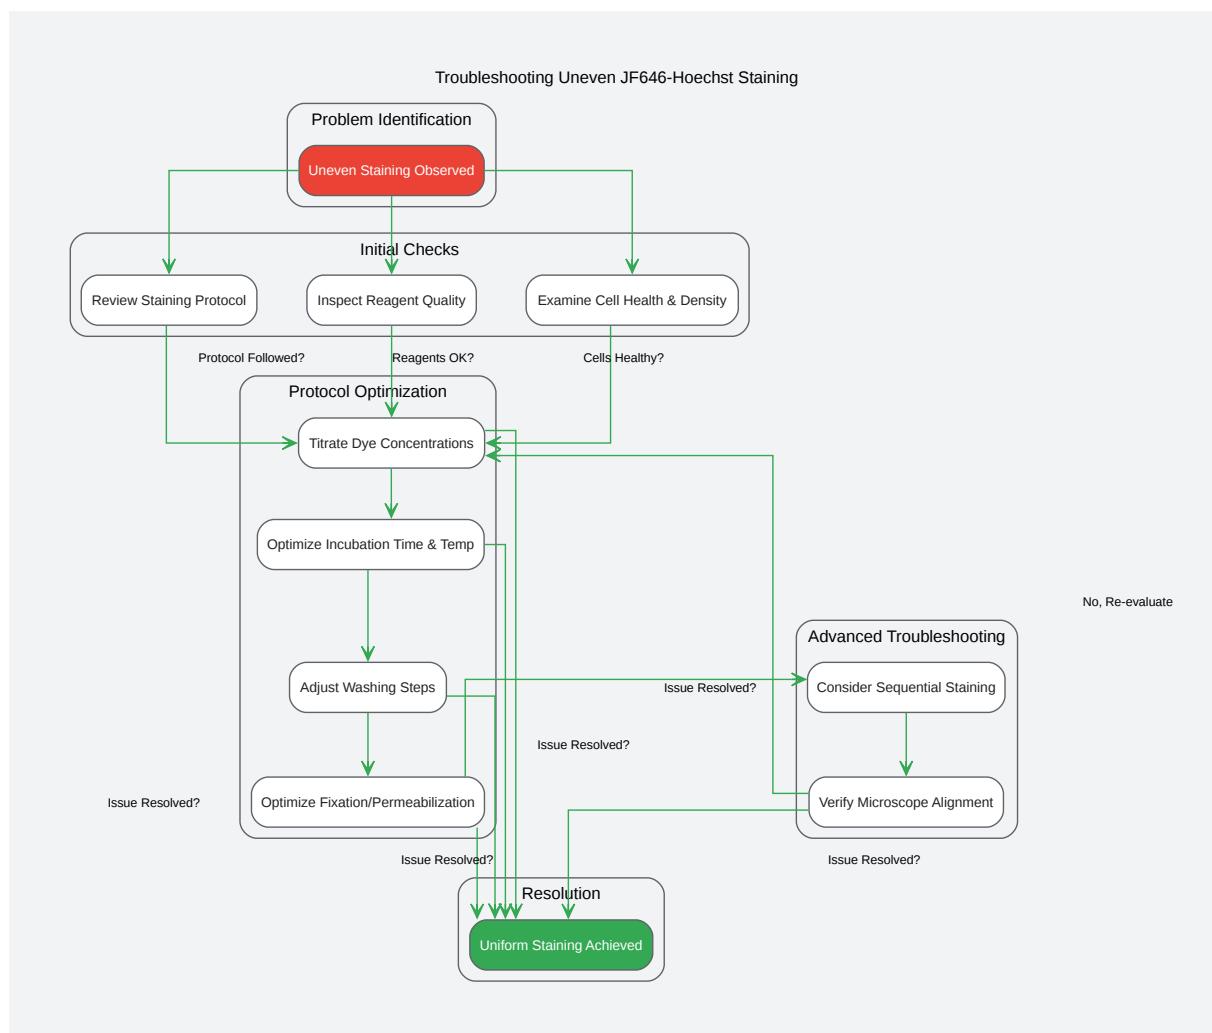 Troubleshooting Uneven JF646-Hoechst Staining
Problem Identification
Uneven Staining Observed
Initial Checks
Review Staining Protocol
Inspect Reagent Quality
Examine Cell Health & Density
Protocol Followed?
Reagents OK?
Cells Healthy?
Protocol Optimization
Titrate Dye Concentrations
Optimize Incubation Time & Temp
No, Re-evaluate
Advanced Troubleshooting
Adjust Washing Steps
Issue Resolved?
Consider Sequential Staining
Issue Resolved?
Issue Resolved?
Optimize Fixation/Permeabilization
Verify Microscope Alignment
Issue Resolved?
Issue Resolved?
Resolution
Uniform Staining Achieved